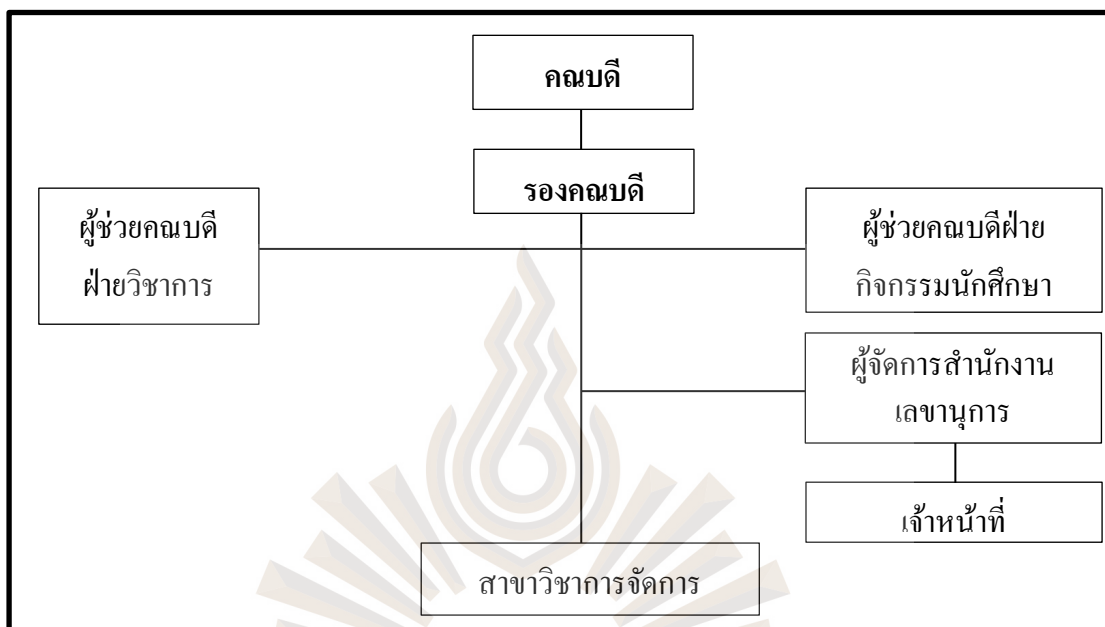 คณบดี
รองคณบดี
ผู้ช่วยคณบดี
ฝ่ายวิชาการ
ผู้ช่วยคณบดีฝ่าย
กิจกรรมนักศึกษา
ผู้จัดการสำนักงาน
เลขานุการ
เจ้าหน้าที่
สาขาวิชาการจัดการ